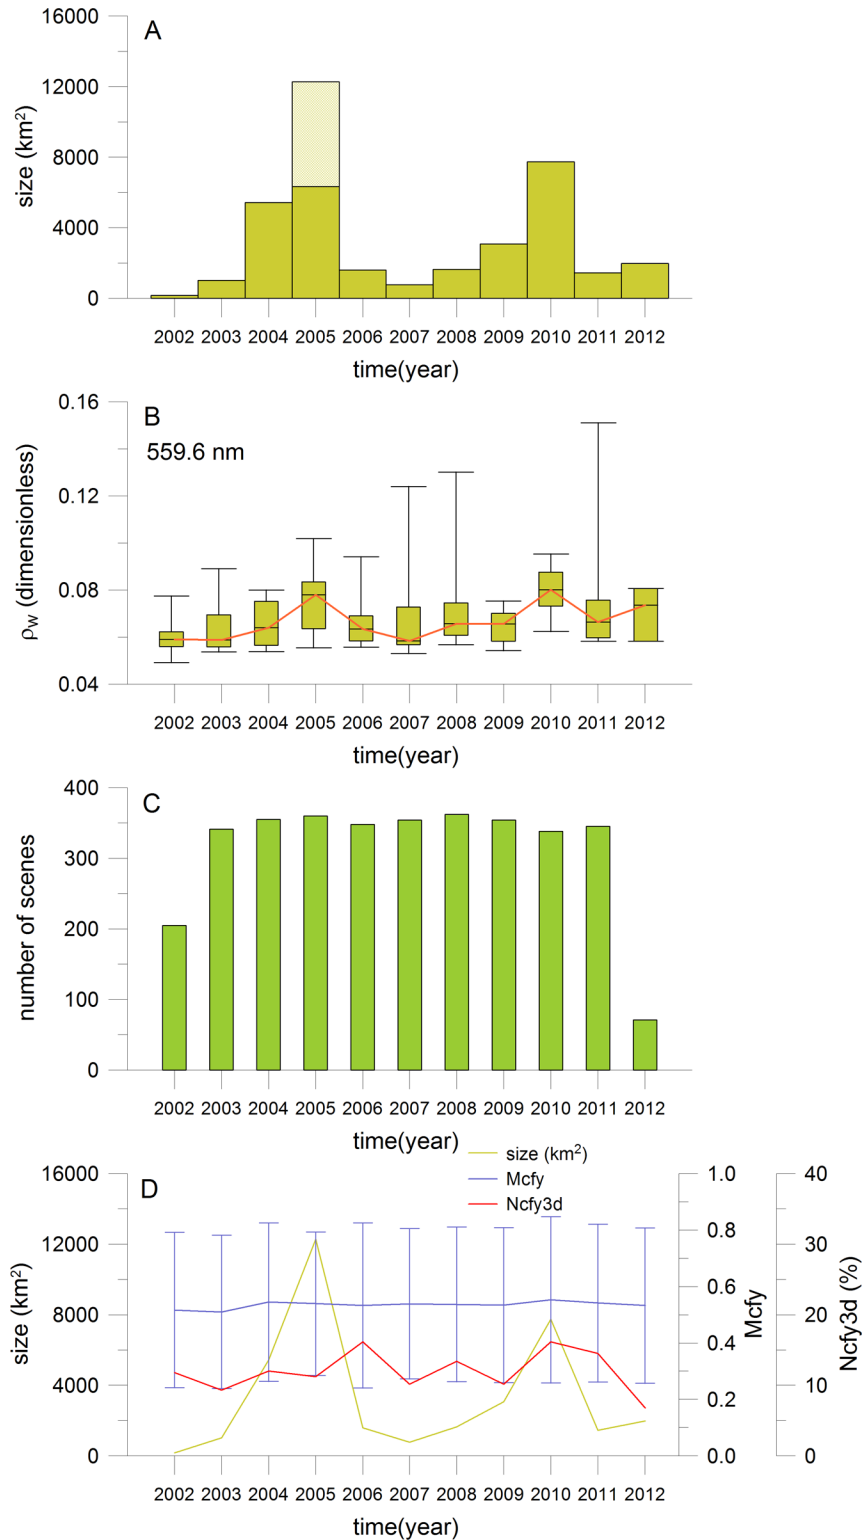 A
size (km²)
16000
12000
8000
4000
0
2002 2003 2004 2005 2006 2007 2008 2009 2010 2011 2012
time(year)
B
559.6 nm
ρw (dimensionless)
0.16
0.12
0.08
0.04
2002 2003 2004 2005 2006 2007 2008 2009 2010 2011 2012
time(year)
C
number of scenes
400
300
200
100
0
2002 2003 2004 2005 2006 2007 2008 2009 2010 2011 2012
time(year)
size (km²)
Mcfy
Ncfy3d
D
size (km²)
16000
12000
8000
4000
0
1.0
0.8
0.6
0.4
0.2
0.0
Mcfy
40
30
20
10
0
Ncfy3d (%)
2002 2003 2004 2005 2006 2007 2008 2009 2010 2011 2012
time(year)